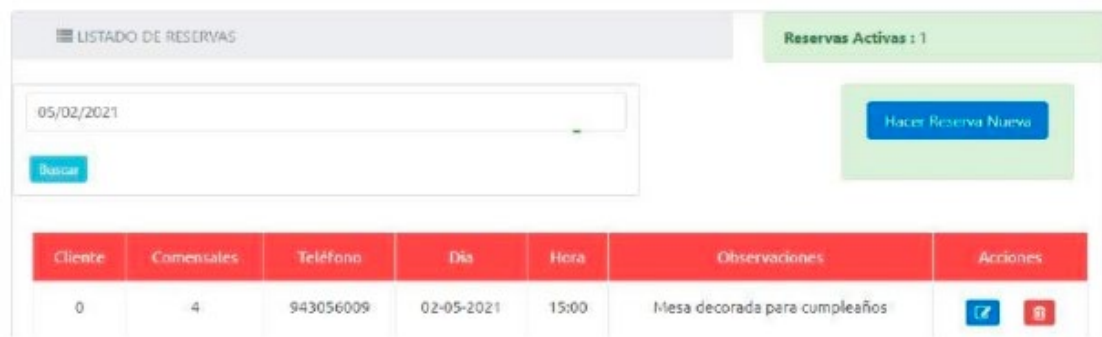 LISTADO DE RESERVAS
Reservas Activas : 1
05/02/2021
Hacer Reserva Nueva
Buscar
Cliente Comensales Teléfono Dia Hora Observaciones Acciones
0 4 943056009 02-05-2021 15:00 Mesa decorada para cumpleaños